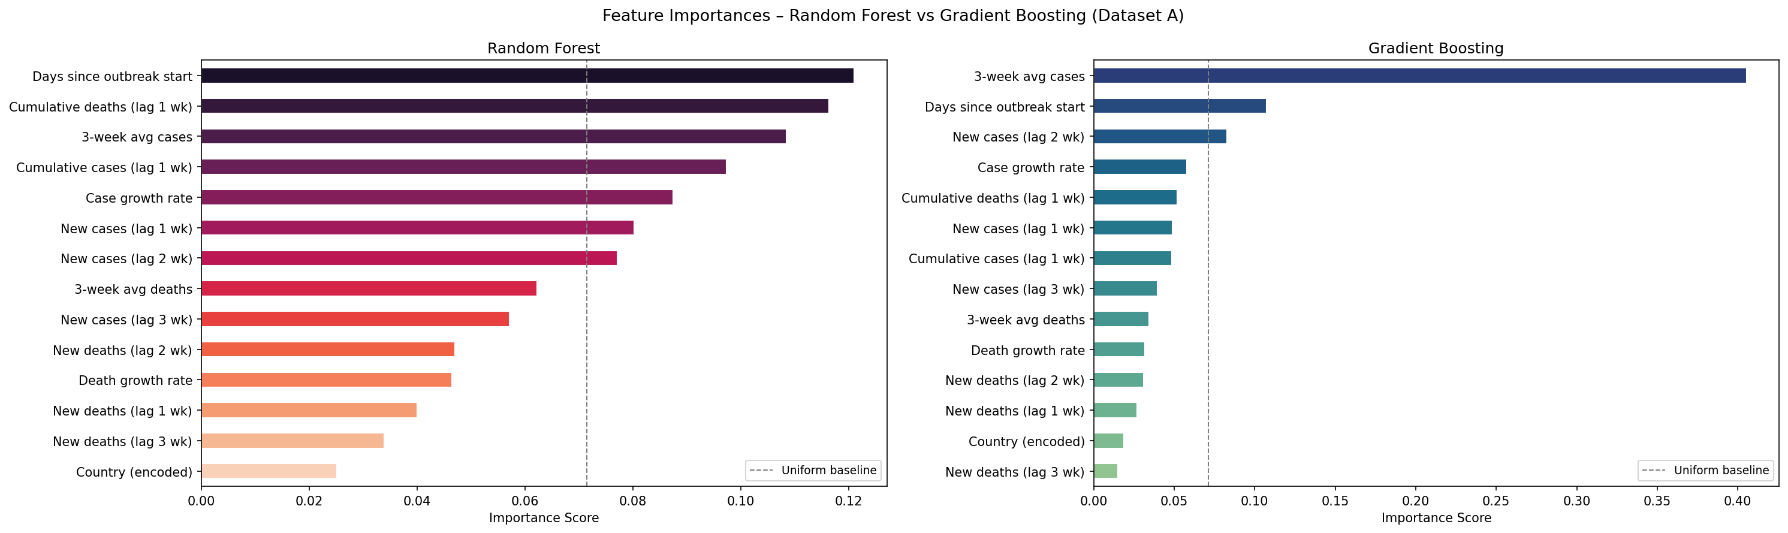 Feature Importances – Random Forest vs Gradient Boosting (Dataset A)
Random Forest
Days since outbreak start
Cumulative deaths (lag 1 wk)
3-week avg cases
Cumulative cases (lag 1 wk)
Case growth rate
New cases (lag 1 wk)
New cases (lag 2 wk)
3-week avg deaths
New cases (lag 3 wk)
New deaths (lag 2 wk)
Death growth rate
New deaths (lag 1 wk)
New deaths (lag 3 wk)
Country (encoded)
Uniform baseline
0.00 0.02 0.04 0.06 0.08 0.10 0.12
Importance Score
Gradient Boosting
3-week avg cases
Days since outbreak start
New cases (lag 2 wk)
Case growth rate
Cumulative deaths (lag 1 wk)
New cases (lag 1 wk)
Cumulative cases (lag 1 wk)
New cases (lag 3 wk)
3-week avg deaths
Death growth rate
New deaths (lag 2 wk)
New deaths (lag 1 wk)
Country (encoded)
New deaths (lag 3 wk)
Uniform baseline
0.00 0.05 0.10 0.15 0.20 0.25 0.30 0.35 0.40
Importance Score